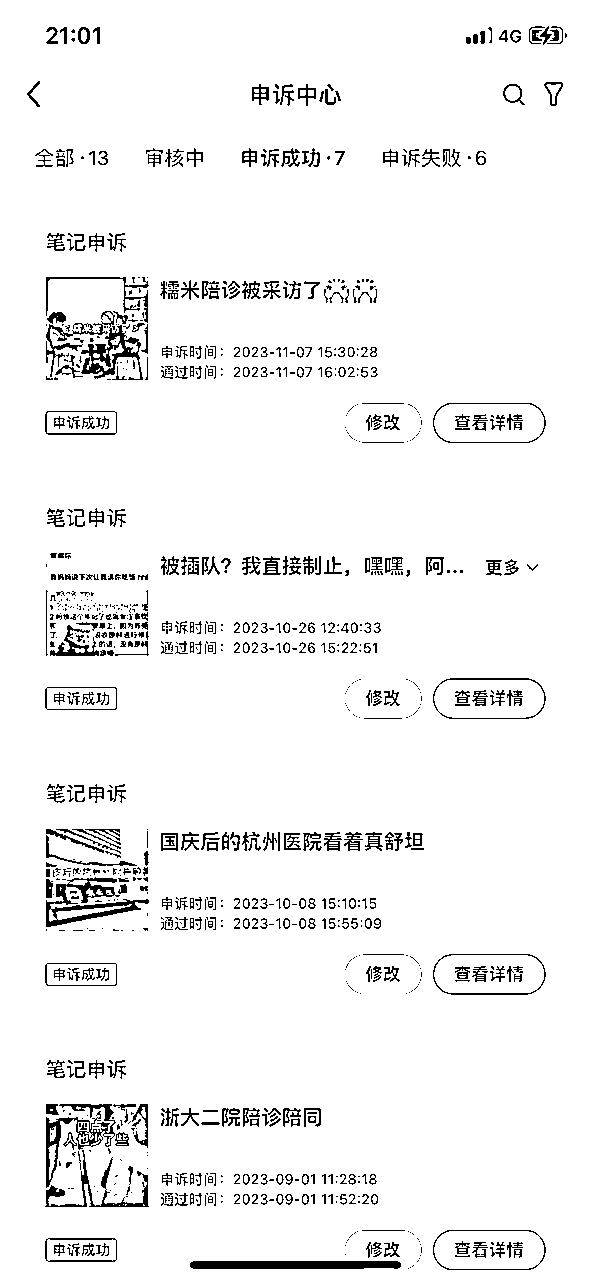 21:01
4G
申诉中心
全部·13 审核中 申诉成功·7 申诉失败·6
笔记申诉
糯米陪诊被采访了
申诉时间：2023-11-07 15:30:28
通过时间：2023-11-07 16:02:53
申诉成功 修改 查看详情
笔记申诉
被插队？我直接制止，嘿嘿，阿... 更多
申诉时间：2023-10-26 12:40:33
通过时间：2023-10-26 15:22:51
申诉成功 修改 查看详情
笔记申诉
国庆后的杭州医院看着真舒坦
申诉时间：2023-10-08 15:10:15
通过时间：2023-10-08 15:55:09
申诉成功 修改 查看详情
笔记申诉
四点了
人也少了些
浙大二院陪诊陪同
申诉时间：2023-09-01 11:28:18
通过时间：2023-09-01 11:52:20
申诉成功 修改 查看详情